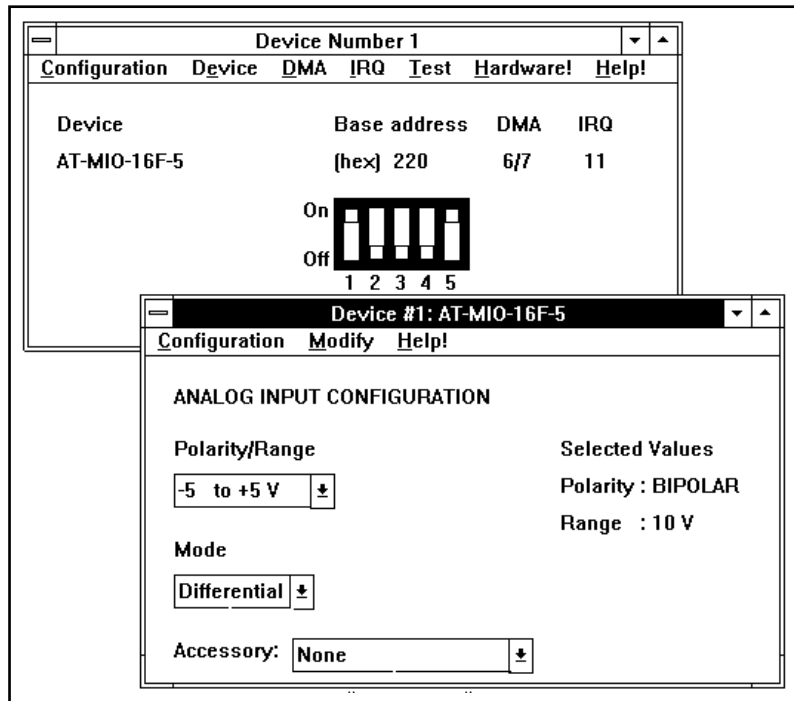 Device Number 1
Configuration Device DMA IRQ Test Hardware! Help!
Device Base address DMA IRQ
AT-MIO-16F-5 (hex) 220 6/7 11
On
Off
1 2 3 4 5
Device #1: AT-MIO-16F-5
Configuration Modify Help!
ANALOG INPUT CONFIGURATION
Polarity/Range Selected Values
-5 to +5 V Polarity : BIPOLAR
Range : 10 V
Mode
Differential
Accessory: None